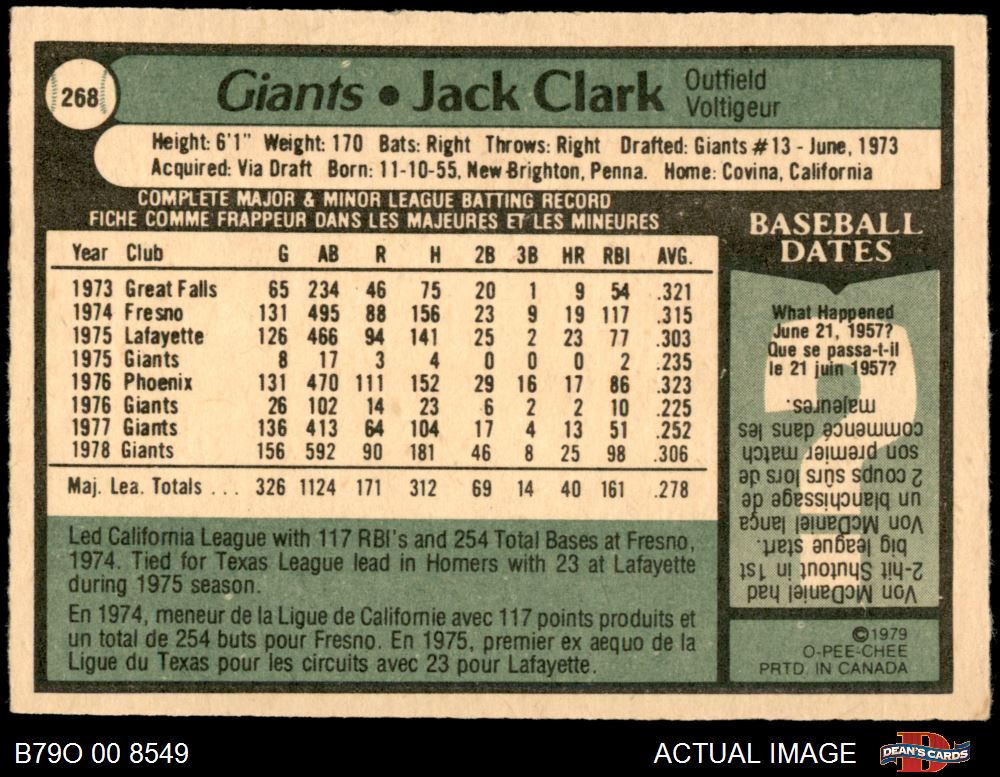 268
Giants • Jack Clark
Outfield
Voltigeur
Height: 6'1" Weight: 170 Bats: Right Throws: Right Drafted: Giants #13 - June, 1973
Acquired: Via Draft Born: 11-10-55, New Brighton, Penna. Home: Covina, California
COMPLETE MAJOR & MINOR LEAGUE BATTING RECORD
FICHE COMME FRAPPEUR DANS LES MAJEURES ET LES MINEURES
Year Club G AB R H 2B 3B HR RBI AVG.
1973 Great Falls 65 234 46 75 20 1 9 54 .321
1974 Fresno 131 495 88 156 23 9 19 117 .315
1975 Lafayette 126 466 94 141 25 2 23 77 .303
1975 Giants 8 17 3 4 0 0 0 2 .235
1976 Phoenix 131 470 111 152 29 16 17 86 .323
1976 Giants 26 102 14 23 6 2 2 10 .225
1977 Giants 136 413 64 104 17 4 13 51 .252
1978 Giants 156 592 90 181 46 8 25 98 .306
Maj. Lea. Totals ... 326 1124 171 312 69 14 40 161 .278
Led California League with 117 RBI's and 254 Total Bases at Fresno,
1974. Tied for Texas League lead in Homers with 23 at Lafayette
during 1975 season.
En 1974, meneur de la Ligue de Californie avec 117 points produits et
un total de 254 buts pour Fresno. En 1975, premier ex aequo de la
Ligue du Texas pour les circuits avec 23 pour Lafayette.
BASEBALL
DATES
What Happened
June 21, 1957?
Que se passa-t-il
le 21 juin 1957?
Von McDaniel had
2-hit Shutout in 1st
big league start.
Von McDaniel lança
un blanchissage de
2 coups sûrs lors de
son premier match
commencé dans les
majeures.
©1979
O-PEE-CHEE
PRTD. IN CANADA
B79O 00 8549
ACTUAL IMAGE
DEAN'S CARDS